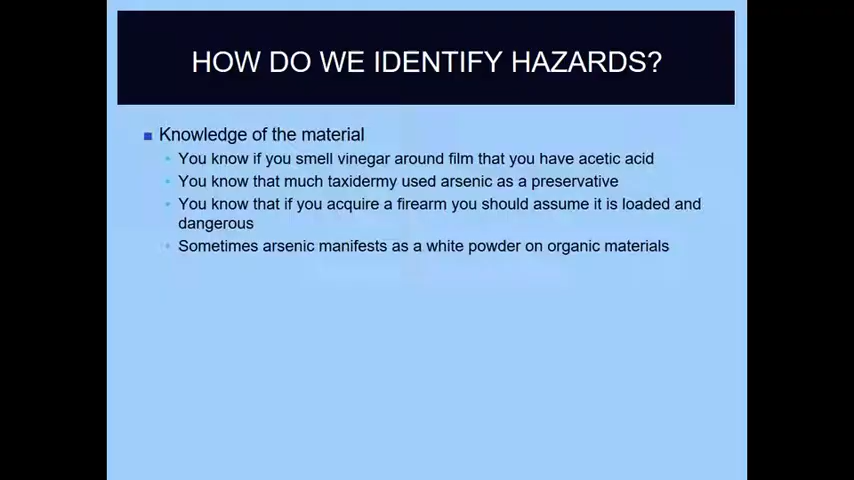 HOW DO WE IDENTIFY HAZARDS?
Knowledge of the material
You know if you smell vinegar around film that you have acetic acid
You know that much taxidermy used arsenic as a preservative
You know that if you acquire a firearm you should assume it is loaded and
dangerous
Sometimes arsenic manifests as a white powder on organic materials